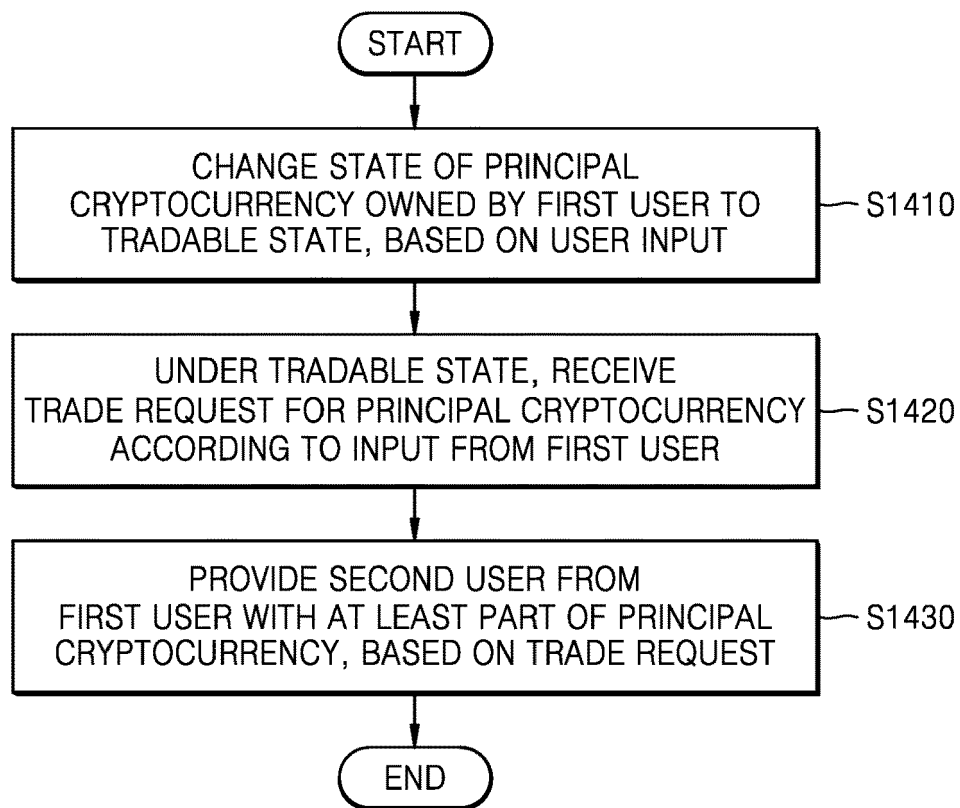 START
CHANGE STATE OF PRINCIPAL
CRYPTOCURRENCY OWNED BY FIRST USER TO
TRADABLE STATE, BASED ON USER INPUT
S1410
UNDER TRADABLE STATE, RECEIVE
TRADE REQUEST FOR PRINCIPAL CRYPTOCURRENCY
ACCORDING TO INPUT FROM FIRST USER
S1420
PROVIDE SECOND USER FROM
FIRST USER WITH AT LEAST PART OF PRINCIPAL
CRYPTOCURRENCY, BASED ON TRADE REQUEST
S1430
END